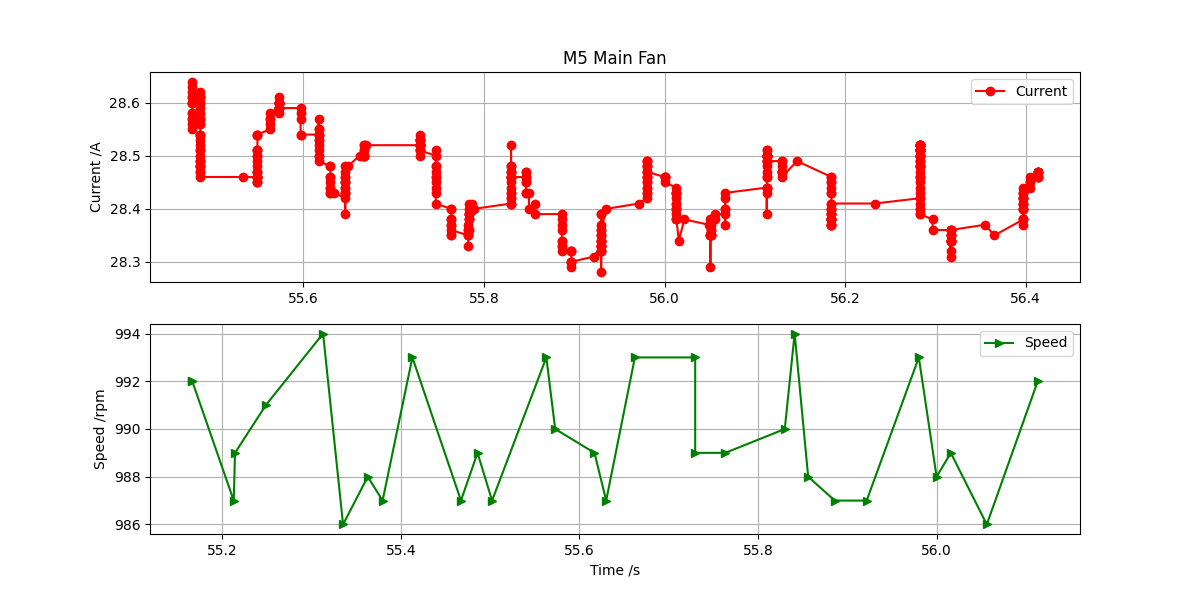 M5 Main Fan
Current /A
28.6
28.5
28.4
28.3
Current
55.6 55.8 56.0 56.2 56.4
Speed /rpm
994
992
990
988
986
Speed
55.2 55.4 55.6 55.8 56.0
Time /s